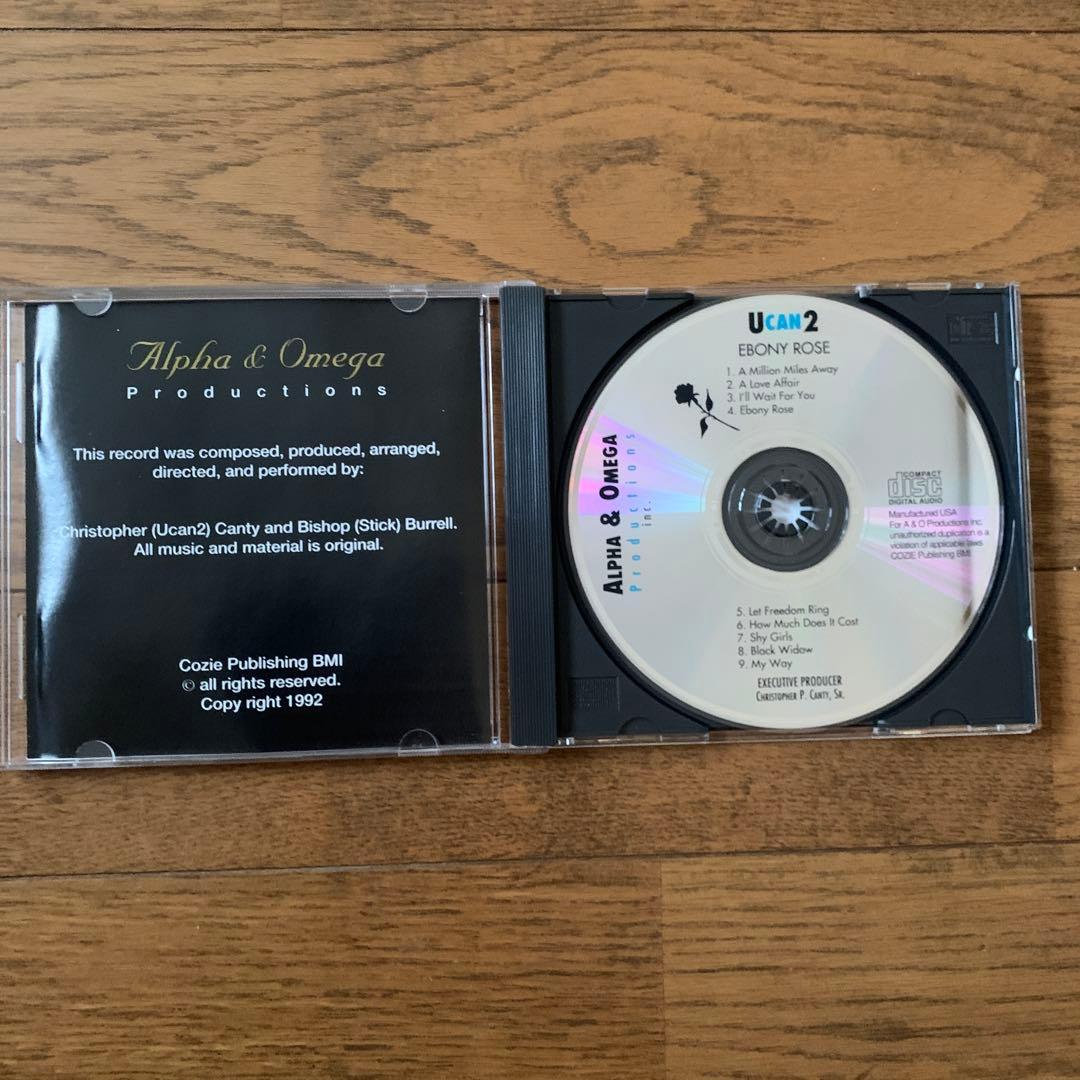 Alpha & Omega
Productions
This record was composed, produced, arranged,
directed, and performed by:
Christopher (Ucan2) Canty and Bishop (Stick) Burrell.
All music and material is original.
Cozie Publishing BMI
© all rights reserved.
Copy right 1992
UCAN2
EBONY ROSE
1. A Million Miles Away
2. A Love Affair
3. I'll Wait For You
4. Ebony Rose
ALPHA & OMEGA
Productions
inc.
COMPACT
disc
DIGITAL AUDIO
Manufactured USA
For A & O Productions Inc.
unauthorized duplication is a
violation of applicable laws
COZIE Publishing BMI
5. Let Freedom Ring
6. How Much Does It Cost
7. Shy Girls
8. Black Widow
9. My Way
EXECUTIVE PRODUCER
CHRISTOPHER P. CANTY, SR.